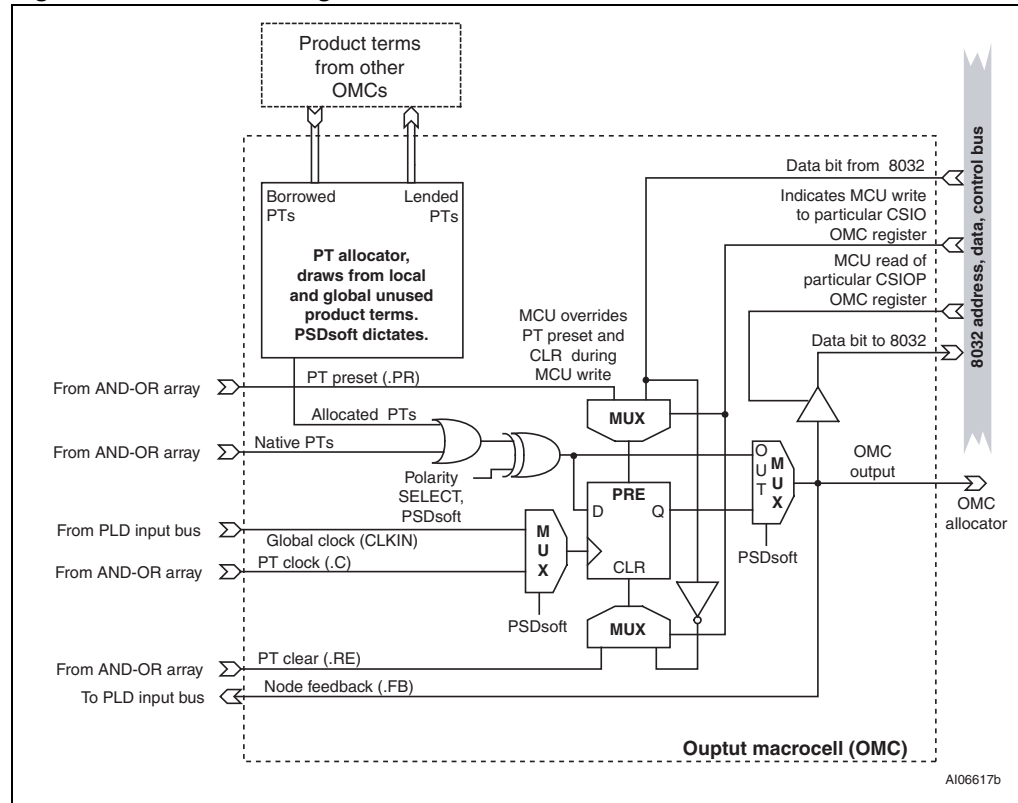 Product terms
from other
OMCs
Data bit from 8032
Indicates MCU write
to particular CSIO
OMC register
MCU read of
particular CSIOP
OMC register
Data bit to 8032
8032 address, data, control bus
Borrowed
PTs
Lended
PTs
PT allocator,
draws from local
and global unused
product terms.
PSDsoft dictates.
MCU overrides
PT preset and
CLR during
MCU write
From AND-OR array
PT preset (.PR)
MUX
Allocated PTs
From AND-OR array
Native PTs
Polarity
SELECT,
PSDsoft
PRE
D
Q
CLR
OUT
MUX
PSDsoft
OMC
output
OMC
allocator
From PLD input bus
Global clock (CLKIN)
From AND-OR array
PT clock (.C)
MUX
PSDsoft
MUX
From AND-OR array
PT clear (.RE)
To PLD input bus
Node feedback (.FB)
Ouptut macrocell (OMC)
AI06617b